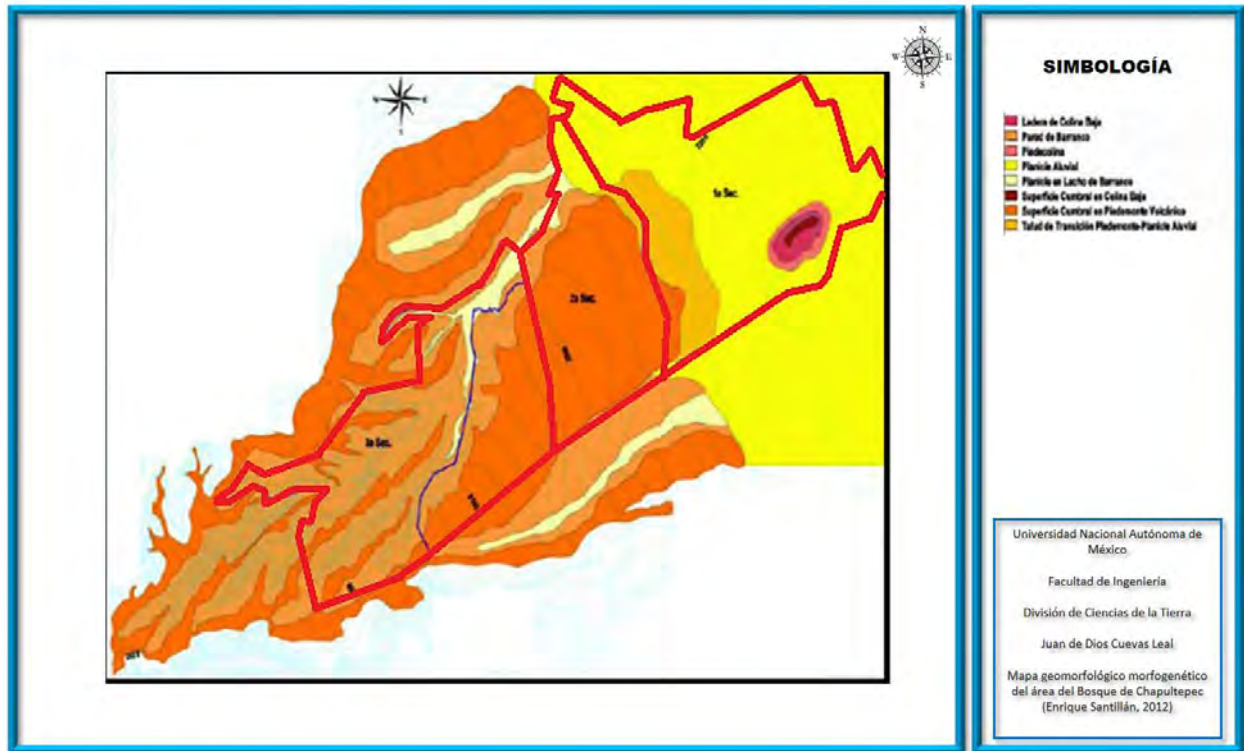 N
W E
S
E
S
1a Sec.
2a Sec.
3a Sec.
SIMBOLOGÍA
Ladera de Colina Baja
Pared de Barranco
Piedecolina
Planicie Aluvial
Planicie en Lecho de Barranco
Superficie Cumbral en Colina Baja
Superficie Cumbral en Piedemonte Volcánico
Talud de Transición Piedemonte-Planicie Aluvial
Universidad Nacional Autónoma de
México
Facultad de Ingeniería
División de Ciencias de la Tierra
Juan de Dios Cuevas Leal
Mapa geomorfológico morfogenético
del área del Bosque de Chapultepec
(Enrique Santillán, 2012)